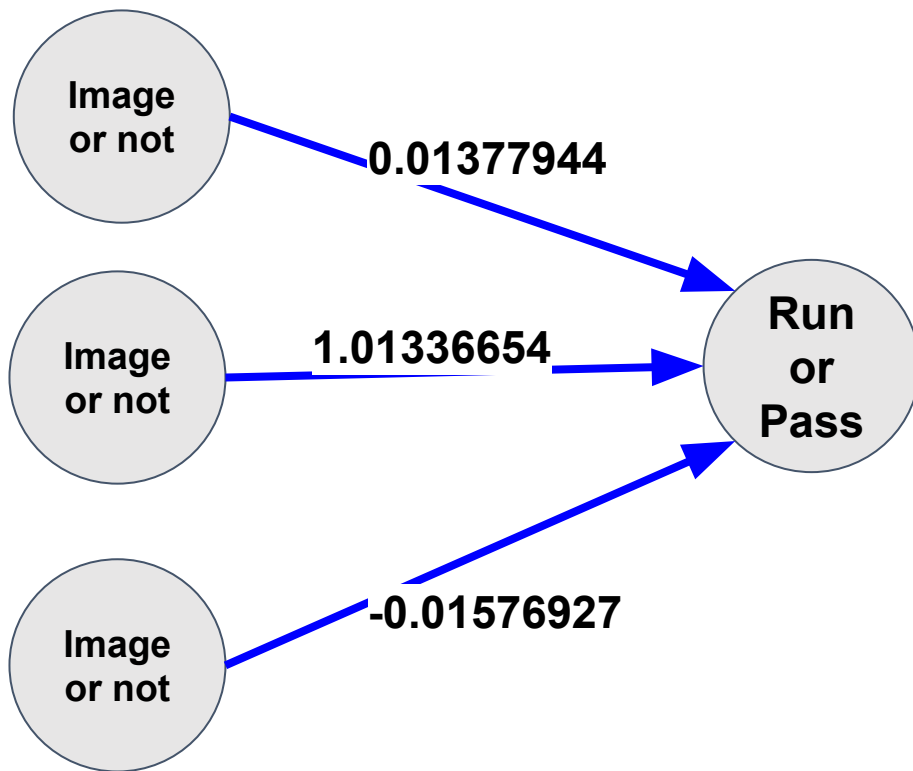 Image
or not
0.01377944
Image
or not
1.01336654
Run
or
Pass
Image
or not
-0.01576927